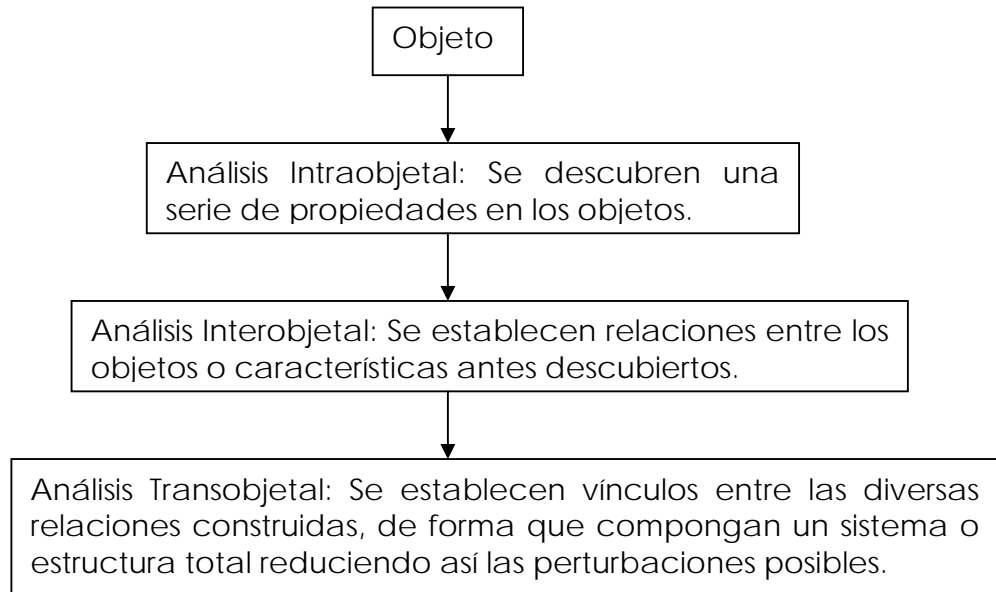 Objeto
Análisis Intraobjetal: Se descubren una
serie de propiedades en los objetos.
Análisis Interobjetal: Se establecen relaciones entre los
objetos o características antes descubiertos.
Análisis Transobjetal: Se establecen vínculos entre las diversas
relaciones construidas, de forma que compongan un sistema o
estructura total reduciendo así las perturbaciones posibles.